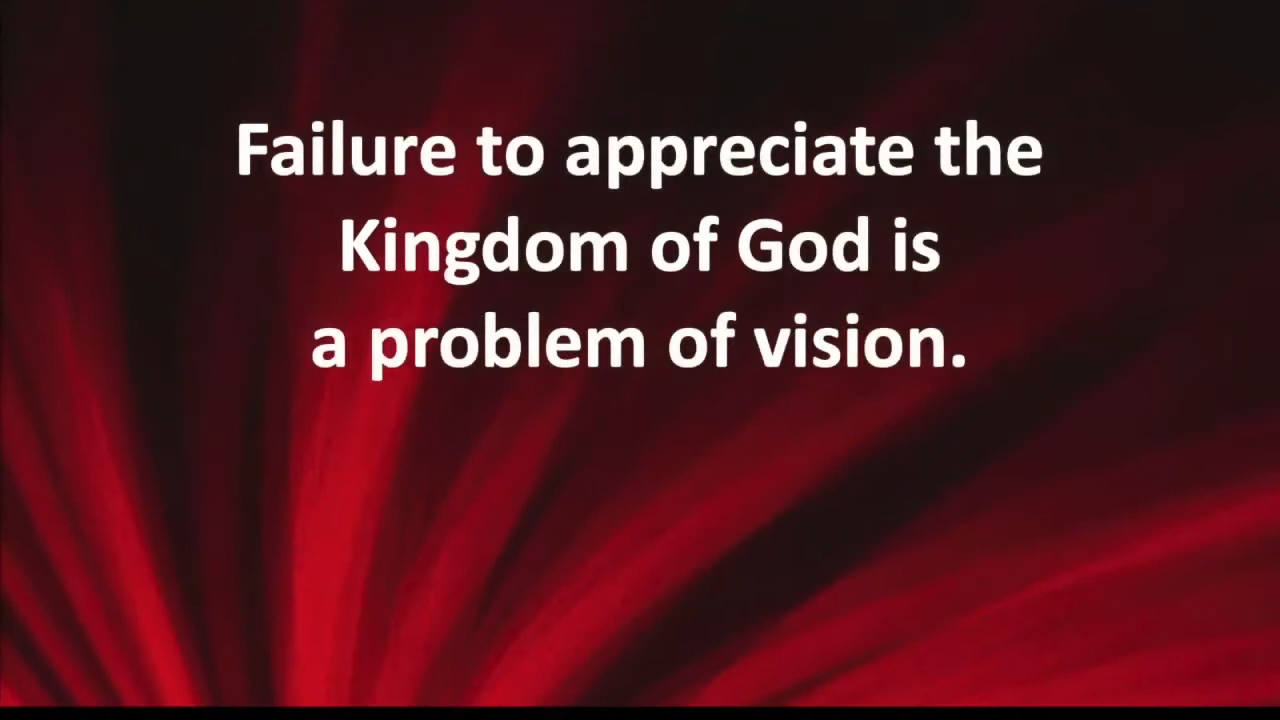 Failure to appreciate the
Kingdom of God is
a problem of vision.